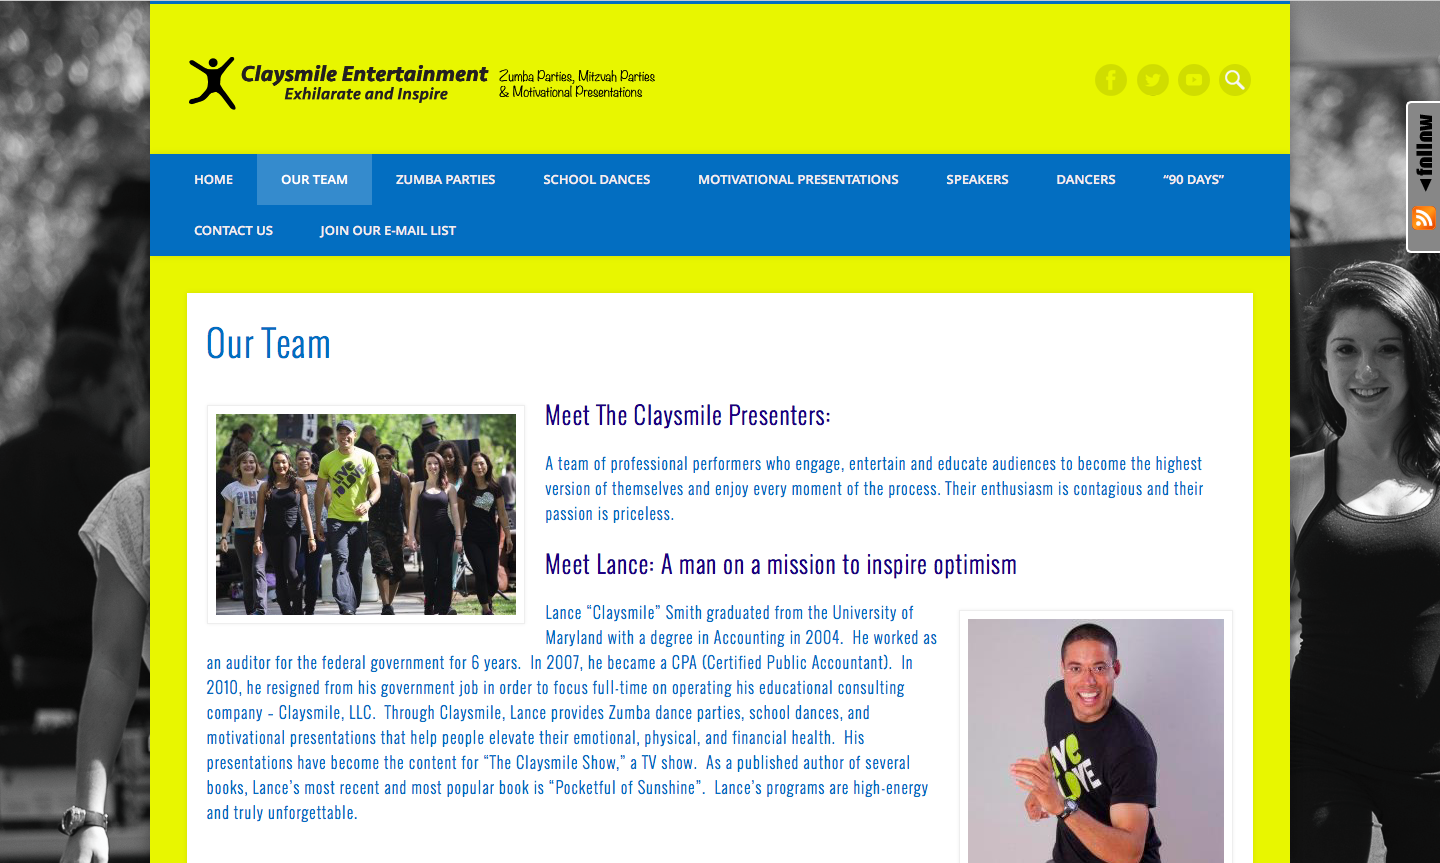 Claysmile Entertainment
Exhilarate and Inspire
Zumba Parties, Mitzvah Parties
& Motivational Presentations
follow
HOME OUR TEAM ZUMBA PARTIES SCHOOL DANCES MOTIVATIONAL PRESENTATIONS SPEAKERS DANCERS “90 DAYS”
CONTACT US JOIN OUR E-MAIL LIST
Our Team
Meet The Claysmile Presenters:
A team of professional performers who engage, entertain and educate audiences to become the highest
version of themselves and enjoy every moment of the process. Their enthusiasm is contagious and their
passion is priceless.
LIVE
TO LOVE
Meet Lance: A man on a mission to inspire optimism
Lance “Claysmile” Smith graduated from the University of
Maryland with a degree in Accounting in 2004. He worked as
an auditor for the federal government for 6 years. In 2007, he became a CPA (Certified Public Accountant). In
2010, he resigned from his government job in order to focus full-time on operating his educational consulting
company – Claysmile, LLC. Through Claysmile, Lance provides Zumba dance parties, school dances, and
motivational presentations that help people elevate their emotional, physical, and financial health. His
presentations have become the content for “The Claysmile Show,” a TV show. As a published author of several
books, Lance’s most recent and most popular book is “Pocketful of Sunshine”. Lance’s programs are high-energy
and truly unforgettable.